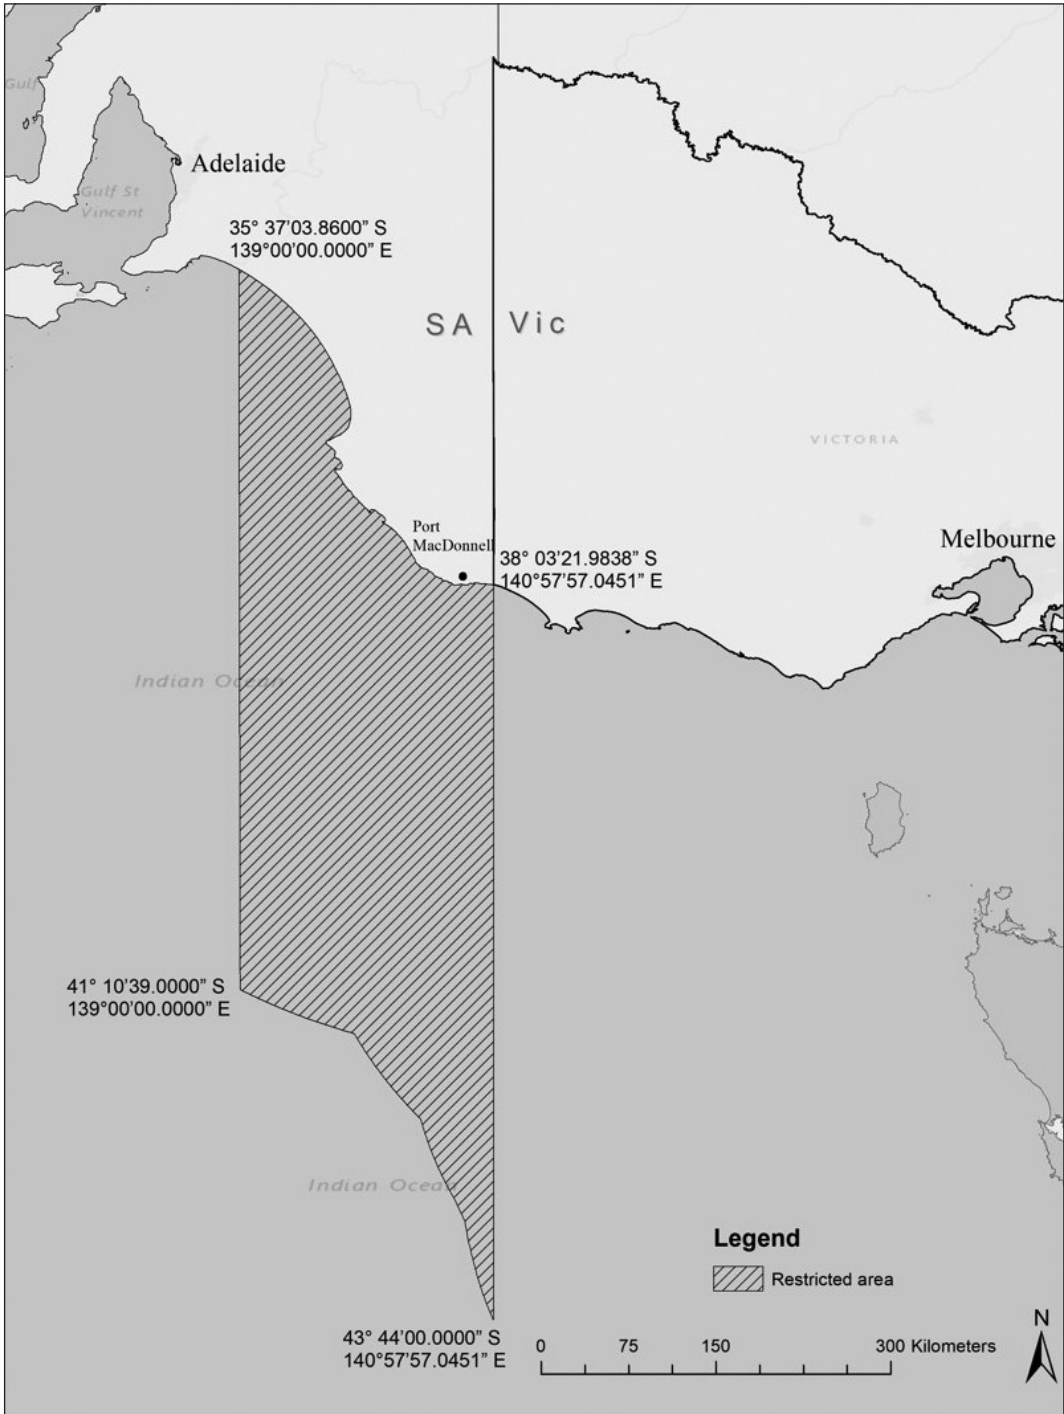 Gulf
Adelaide
Gulf St
Vincent
35° 37’03.8600” S
139°00’00.0000” E
SA
Vic
VICTORIA
Port
MacDonnell
Melbourne
38° 03’21.9838” S
140°57’57.0451” E
Indian Ocean
41° 10’39.0000” S
139°00’00.0000” E
Indian Ocean
Legend
Restricted area
43° 44’00.0000” S
140°57’57.0451” E
0 75 150 300 Kilometers
N